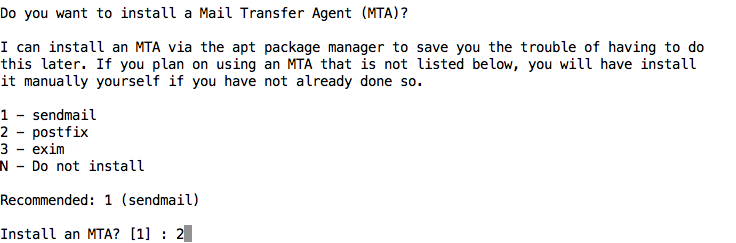 Do you want to install a Mail Transfer Agent (MTA)?
I can install an MTA via the apt package manager to save you the trouble of having to do
this later. If you plan on using an MTA that is not listed below, you will have install
it manually yourself if you have not already done so.
1 – sendmail
2 – postfix
3 – exim
N – Do not install
Recommended: 1 (sendmail)
Install an MTA? [1] : 2